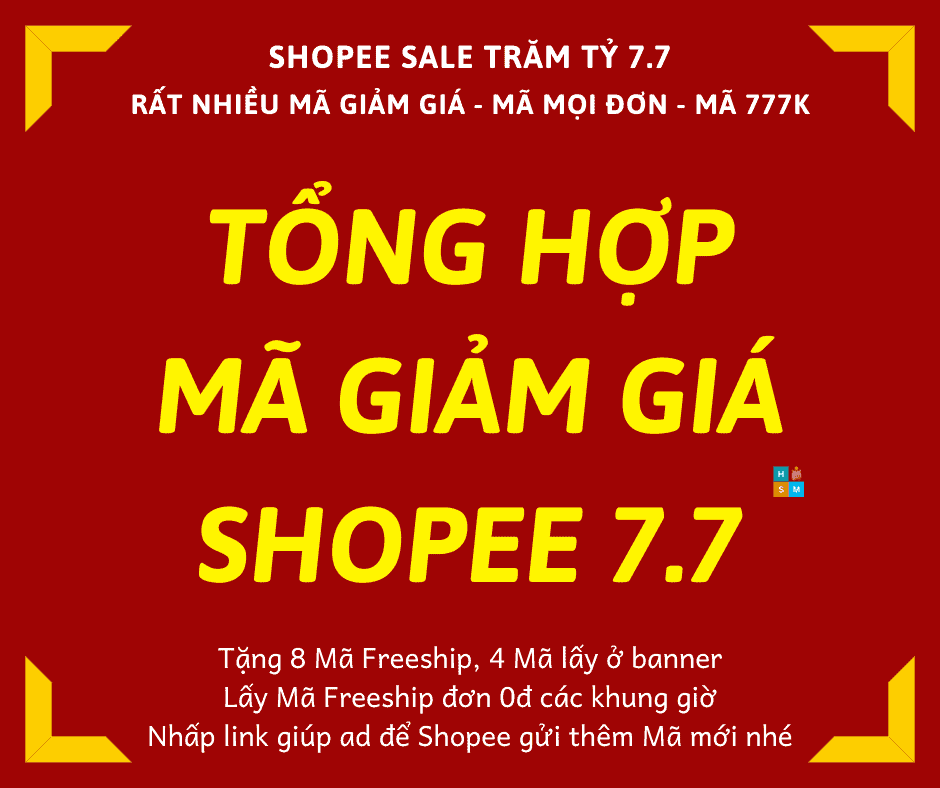 SHOPEE SALE TRĂM TỶ 7.7
RẤT NHIỀU MÃ GIẢM GIÁ - MÃ MỌI ĐƠN - MÃ 777K
TỔNG HỢP
MÃ GIẢM GIÁ
H
$ M
SHOPEE 7.7
Tặng 8 Mã Freeship, 4 Mã lấy ở banner
Lấy Mã Freeship đơn 0đ các khung giờ
Nhấp link giúp ad để Shopee gửi thêm Mã mới nhé